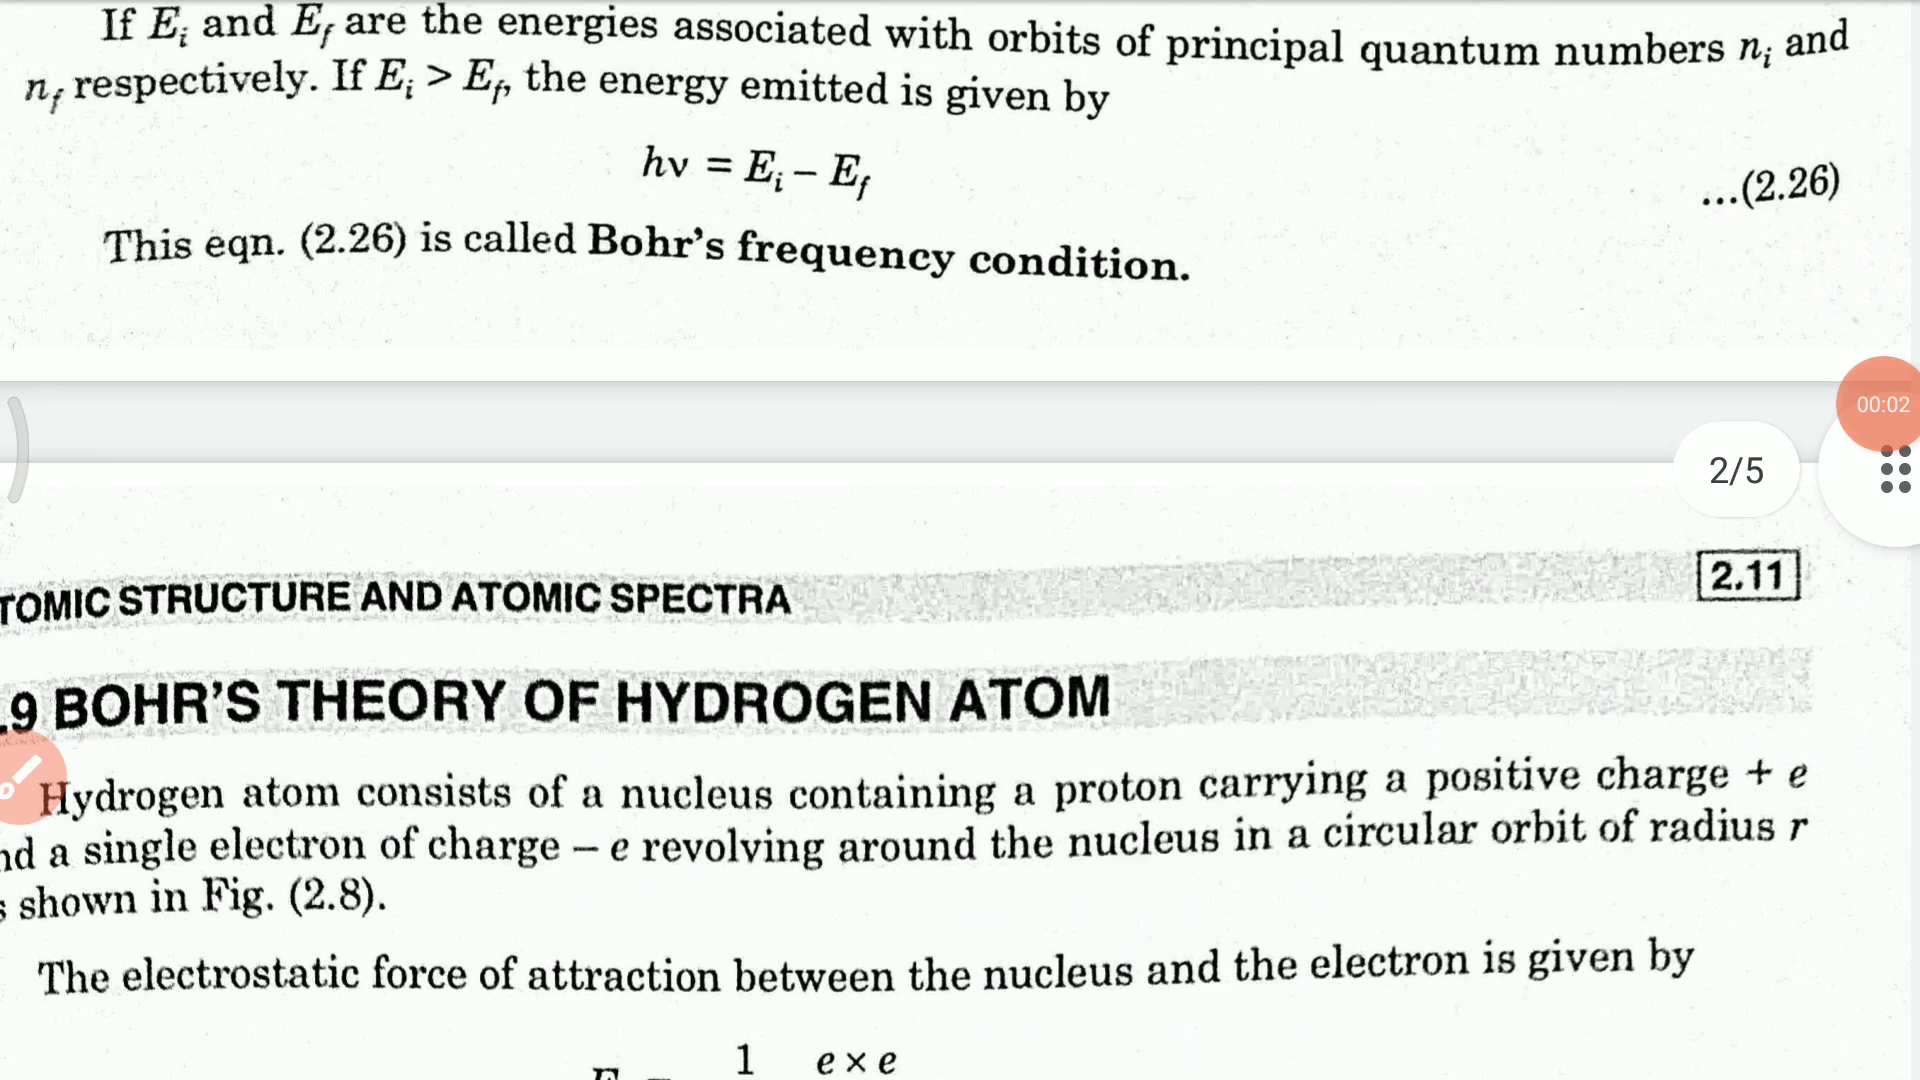 If Ei and Ef are the energies associated with orbits of principal quantum numbers ni and
nf respectively. If Ei > Ef, the energy emitted is given by
hν = Ei – Ef
...(2.26)
This eqn. (2.26) is called Bohr's frequency condition.
00:02
2/5
TOMIC STRUCTURE AND ATOMIC SPECTRA
2.11
.9 BOHR'S THEORY OF HYDROGEN ATOM
Hydrogen atom consists of a nucleus containing a proton carrying a positive charge + e
nd a single electron of charge – e revolving around the nucleus in a circular orbit of radius r
s shown in Fig. (2.8).
The electrostatic force of attraction between the nucleus and the electron is given by
1 e × e